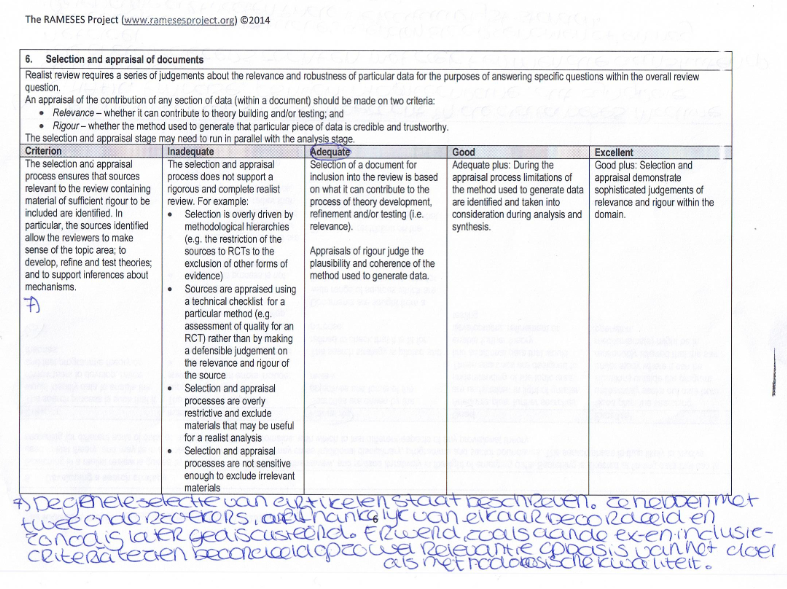 The RAMESES Project (www.ramesesproject.org) ©2014
6. Selection and appraisal of documents
Realist review requires a series of judgements about the relevance and robustness of particular data for the purposes of answering specific questions within the overall review
question.
An appraisal of the contribution of any section of data (within a document) should be made on two criteria:
• Relevance – whether it can contribute to theory building and/or testing; and
• Rigour – whether the method used to generate that particular piece of data is credible and trustworthy.
The selection and appraisal stage may need to run in parallel with the analysis stage.
Criterion
The selection and appraisal
process ensures that sources
relevant to the review containing
material of sufficient rigour to be
included are identified. In
particular, the sources identified
allow the reviewers to make
sense of the topic area; to
develop, refine and test theories;
and to support inferences about
mechanisms.
7)
Inadequate
The selection and appraisal
process does not support a
rigorous and complete realist
review. For example:
• Selection is overly driven by
methodological hierarchies
(e.g. the restriction of the
sources to RCTs to the
exclusion of other forms of
evidence)
• Sources are appraised using
a technical checklist for a
particular method (e.g.
assessment of quality for an
RCT) rather than by making
a defensible judgement on
the relevance and rigour of
the source
• Selection and appraisal
processes are overly
restrictive and exclude
materials that may be useful
for a realist analysis
• Selection and appraisal
processes are not sensitive
enough to exclude irrelevant
materials
Adequate
Selection of a document for
inclusion into the review is based
on what it can contribute to the
process of theory development,
refinement and/or testing (i.e.
relevance).
Appraisals of rigour judge the
plausibility and coherence of the
method used to generate data.
Good
Adequate plus: During the
appraisal process limitations of
the method used to generate data
are identified and taken into
consideration during analysis and
synthesis.
Excellent
Good plus: Selection and
appraisal demonstrate
sophisticated judgements of
relevance and rigour within the
domain.
7) De gehele selectie van artikelen staat beschreven. Ze hebben met
twee onderzoekers, onafhankelijk van elkaar beoordeeld en
zonodig later gediscusieerd. Er werd, zoals aan de ex- en inclusie-
criteria te zien beoordeeld op zowel relevantie op basis van het doel
als methodologische kwaliteit.
6